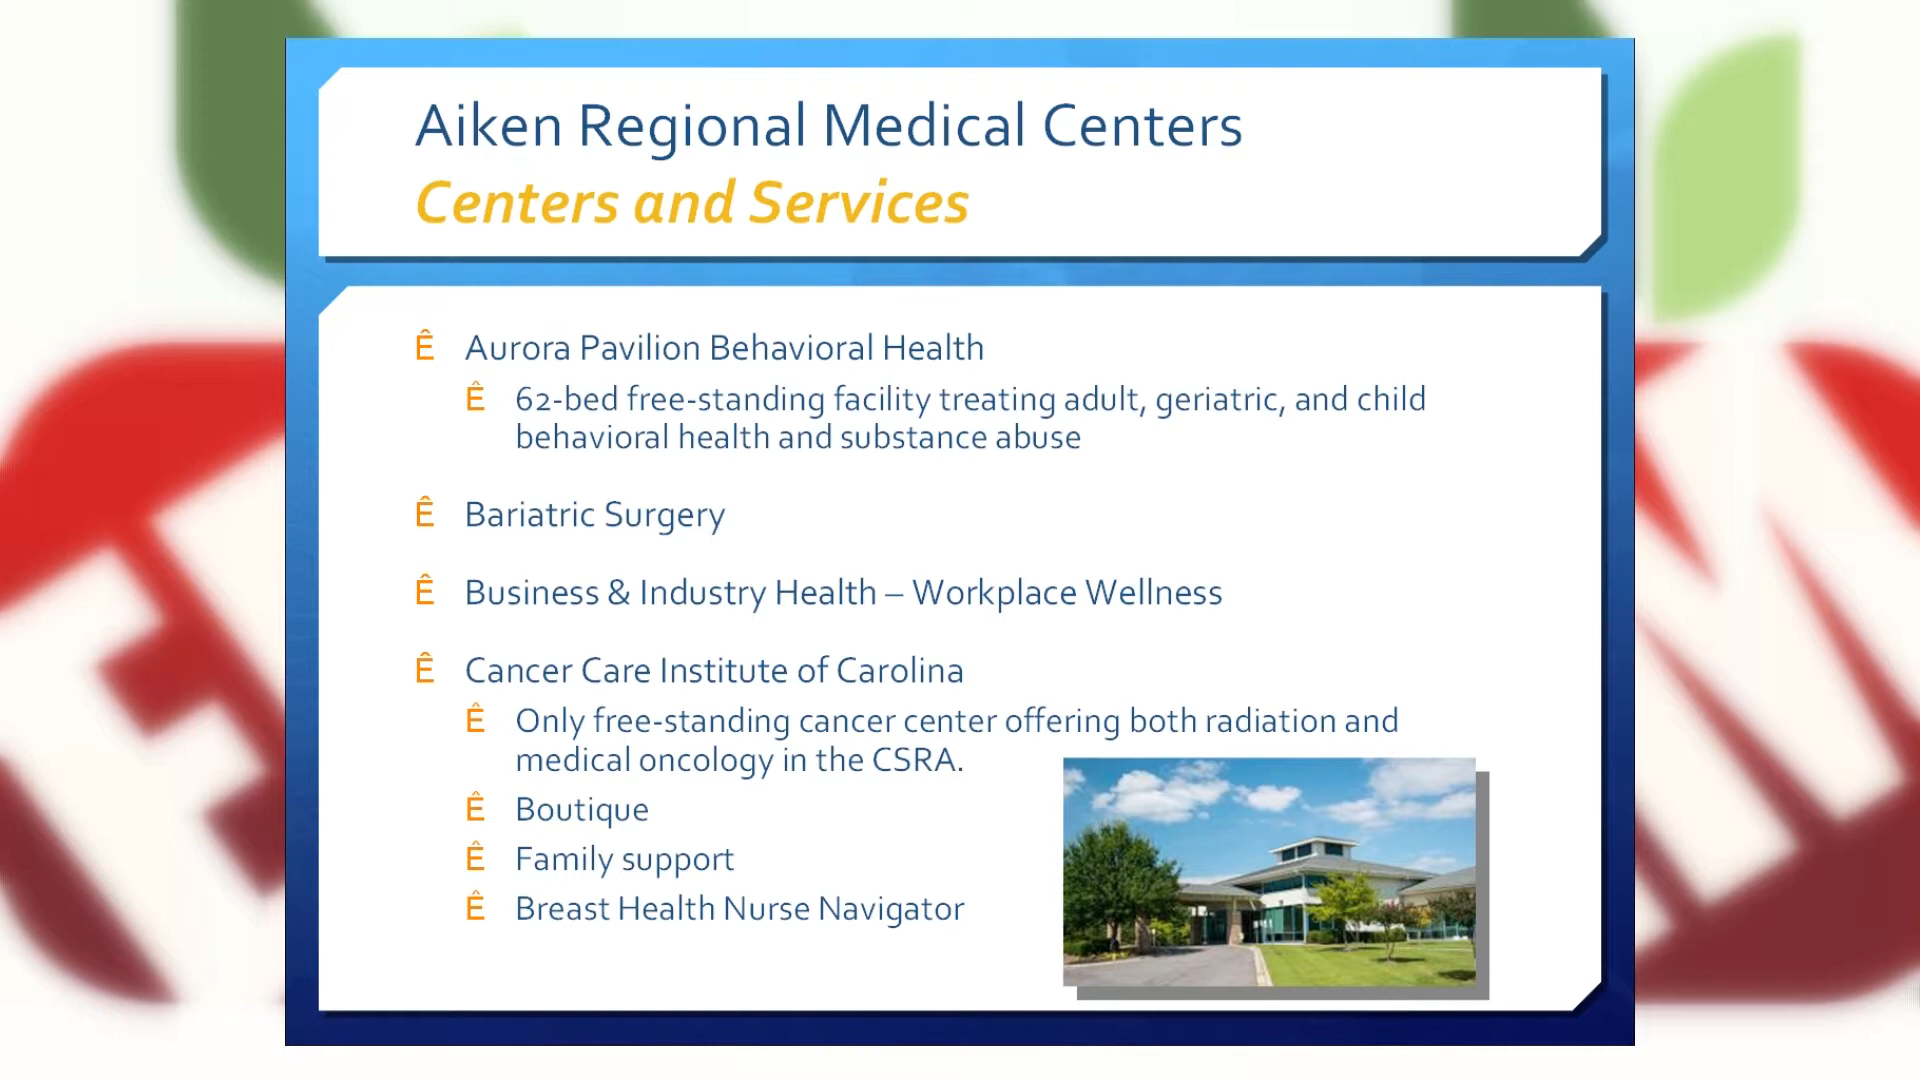 Aiken Regional Medical Centers
Centers and Services
Ê Aurora Pavilion Behavioral Health
Ê 62-bed free-standing facility treating adult, geriatric, and child
behavioral health and substance abuse
Ê Bariatric Surgery
Ê Business & Industry Health – Workplace Wellness
Ê Cancer Care Institute of Carolina
Ê Only free-standing cancer center offering both radiation and
medical oncology in the CSRA.
Ê Boutique
Ê Family support
Ê Breast Health Nurse Navigator